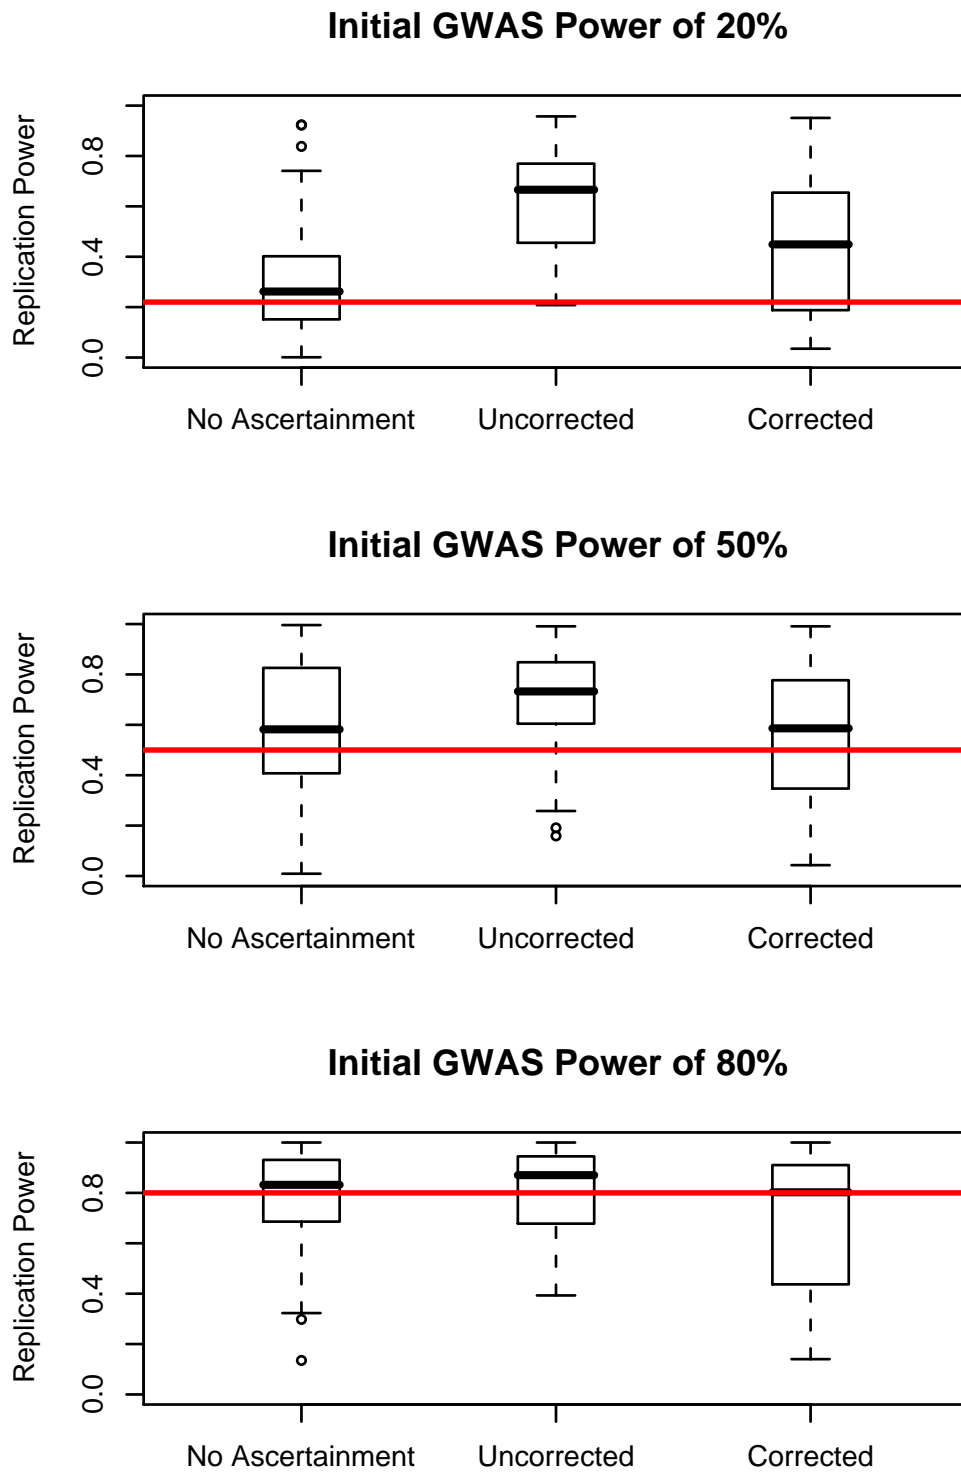 Initial GWAS Power of 20%
Replication Power
0.8
0.4
0.0
No Ascertainment Uncorrected Corrected
Initial GWAS Power of 50%
Replication Power
0.8
0.4
0.0
No Ascertainment Uncorrected Corrected
Initial GWAS Power of 80%
Replication Power
0.8
0.4
0.0
No Ascertainment Uncorrected Corrected